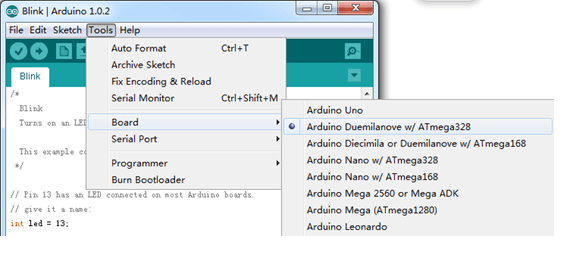 Blink | Arduino 1.0.2
File Edit Sketch Tools Help
Auto Format Ctrl+T
Archive Sketch
Fix Encoding & Reload
Serial Monitor Ctrl+Shift+M
Board
Serial Port
Programmer
Burn Bootloader
Arduino Uno
Arduino Duemilanove w/ ATmega328
Arduino Diecimila or Duemilanove w/ ATmega168
Arduino Nano w/ ATmega328
Arduino Nano w/ ATmega168
Arduino Mega 2560 or Mega ADK
Arduino Mega (ATmega1280)
Arduino Leonardo
Blink
/*
Blink
Turns on an LED
This example co
*/
// Pin 13 has an LED connected on most Arduino boards.
// give it a name:
int led = 13;